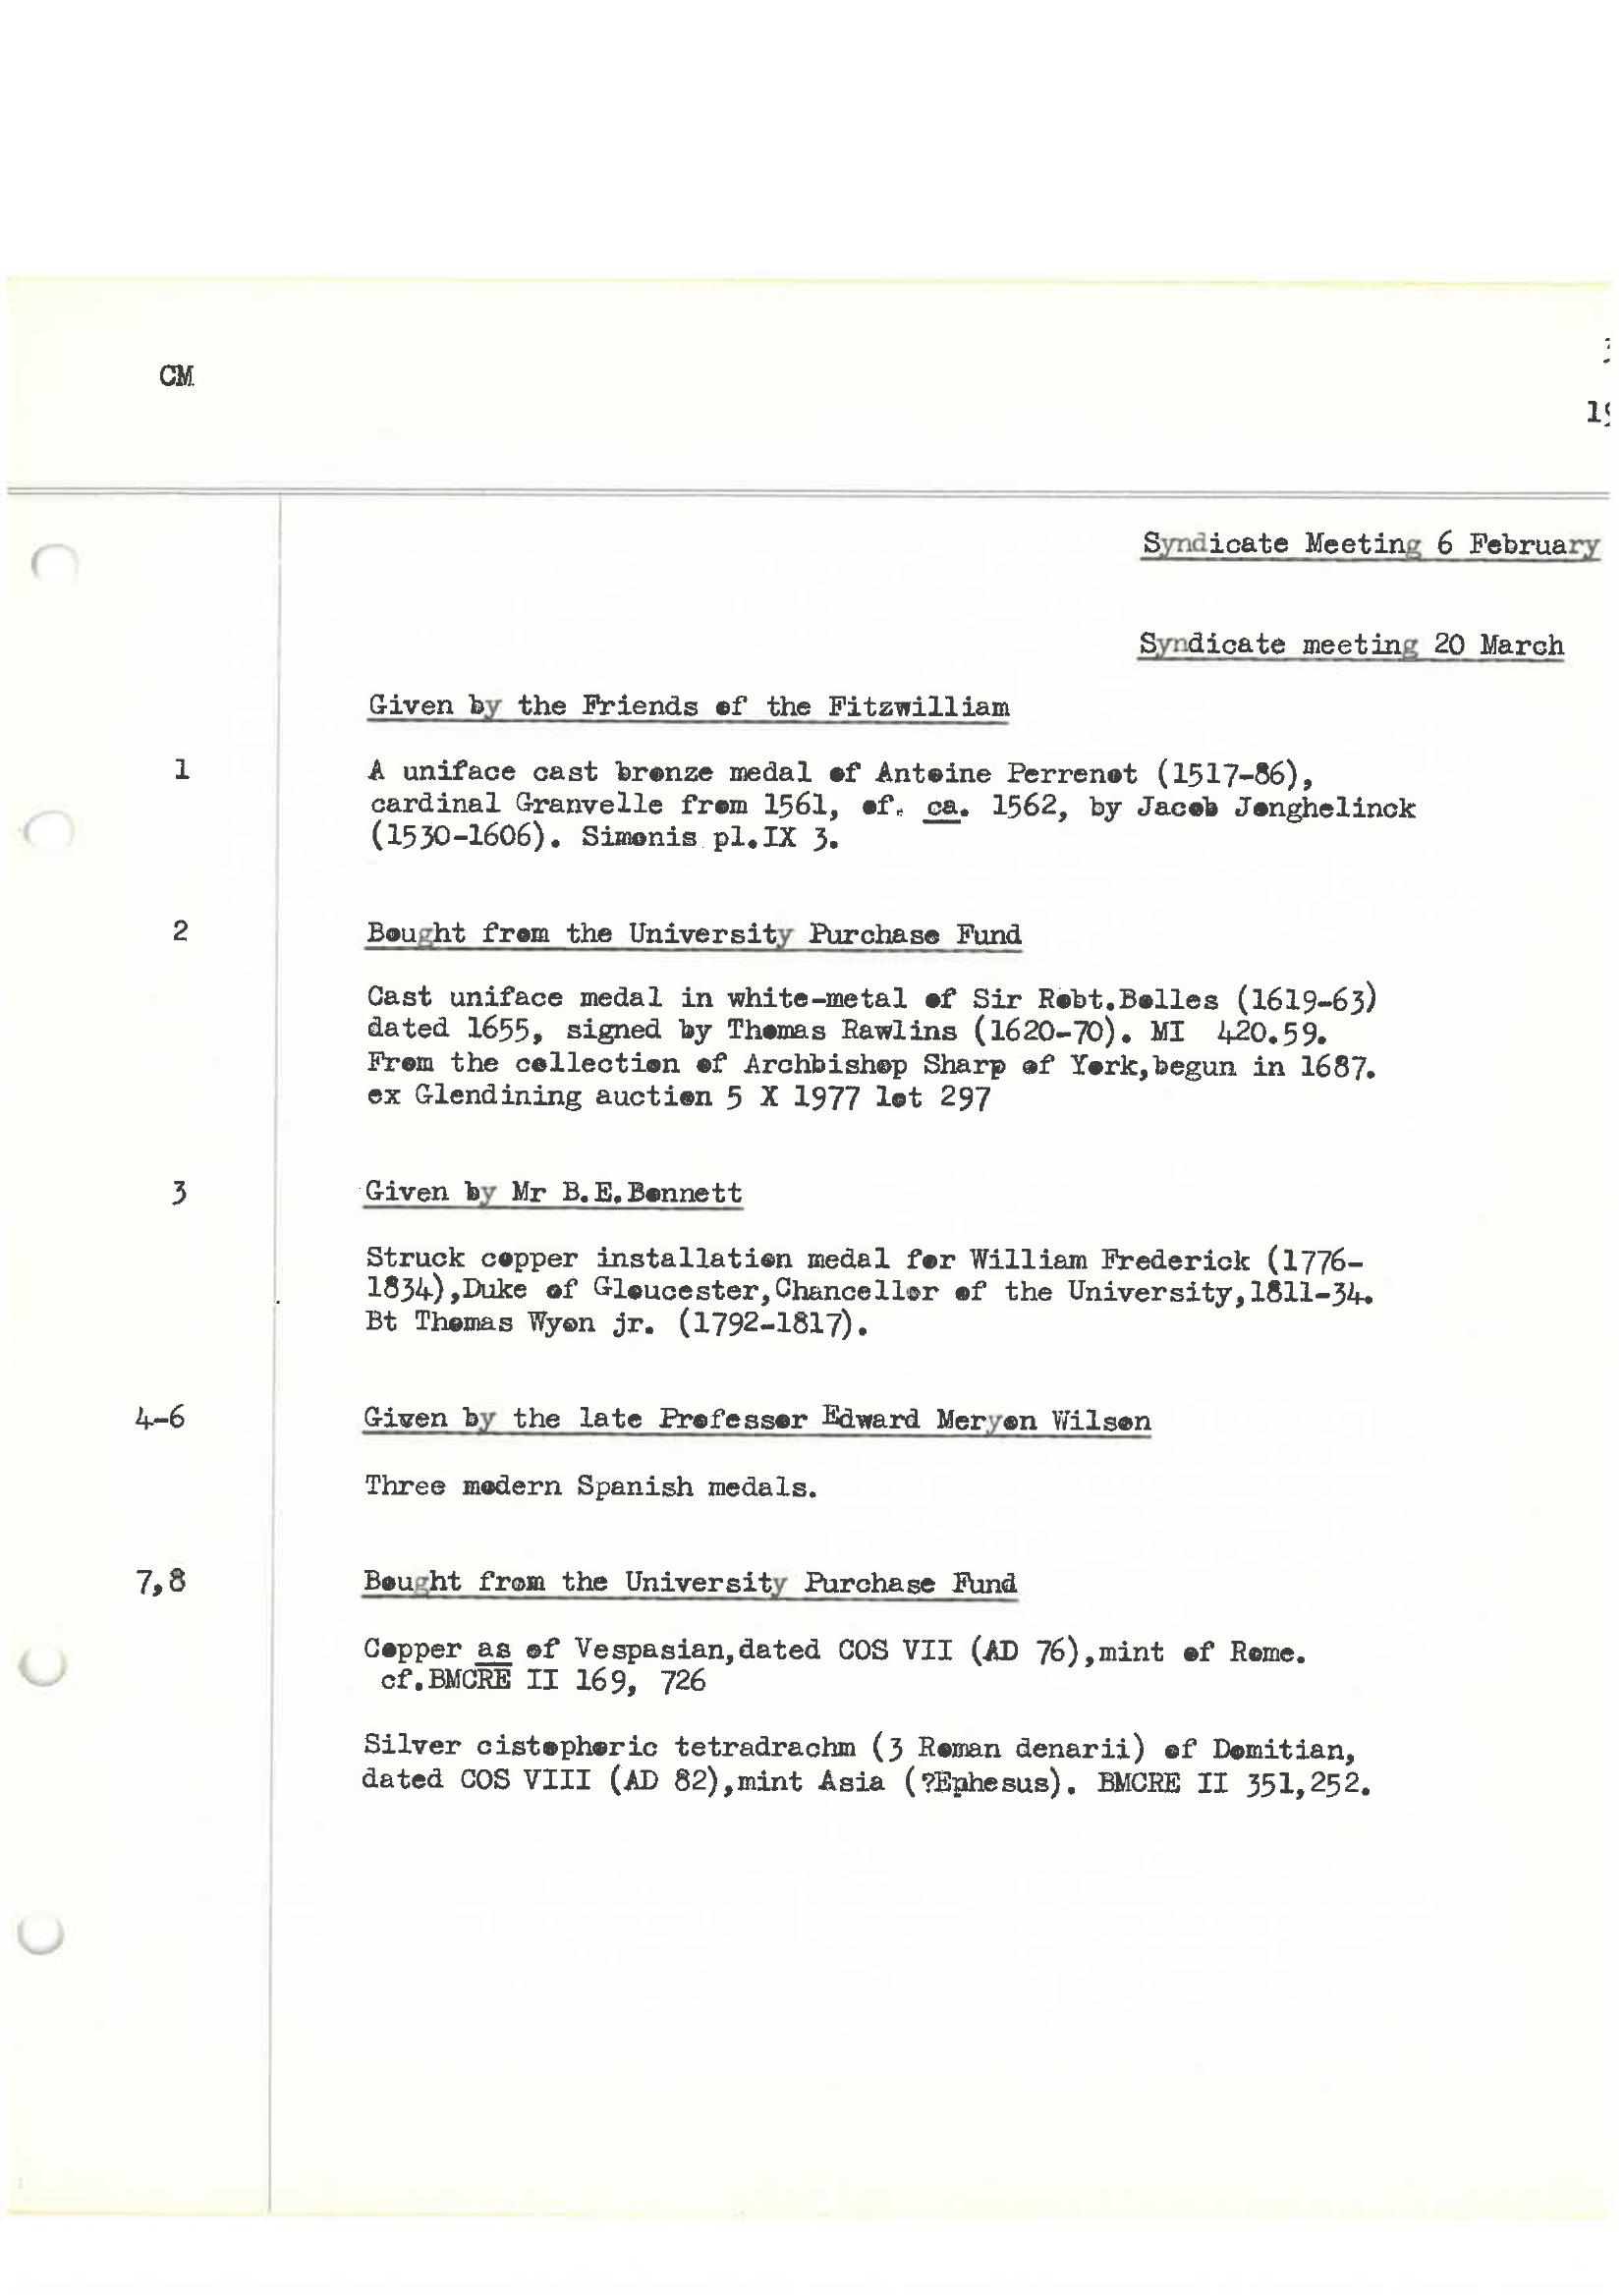 CM
Syndicate Meeting 6 February
Syndicate meeting 20 March
Given by the Friends of the Fitzwilliam
1
A uniface cast bronze medal of Antoine Perrenot (1517-86),
cardinal Granvelle from 1561, of. ca. 1562, by Jacob Jonghelinck
(1530-1606). Simonis pl.IX 3.
2
Bought from the University Purchase Fund
Cast uniface medal in white-metal of Sir Robt.Bolles (1619-63)
dated 1655, signed by Thomas Rawlins (1620-70). MI 420.59.
From the collection of Archbishop Sharp of York,begun in 1687.
ex Glendining auction 5 X 1977 lot 297
3
Given by Mr B.E.Bennett
Struck copper installation medal for William Frederick (1776-
1834),Duke of Gloucester,Chancellor of the University,1811-34.
Bt Thomas Wyon jr. (1792-1817).
4-6
Given by the late Professor Edward Meryon Wilson
Three modern Spanish medals.
7,8
Bought from the University Purchase Fund
Copper as of Vespasian,dated COS VII (AD 76),mint of Rome.
cf.BMCRE II 169, 726
Silver cistophoric tetradrachm (3 Roman denarii) of Domitian,
dated COS VIII (AD 82),mint Asia (?Ephesus). BMCRE II 351,252.